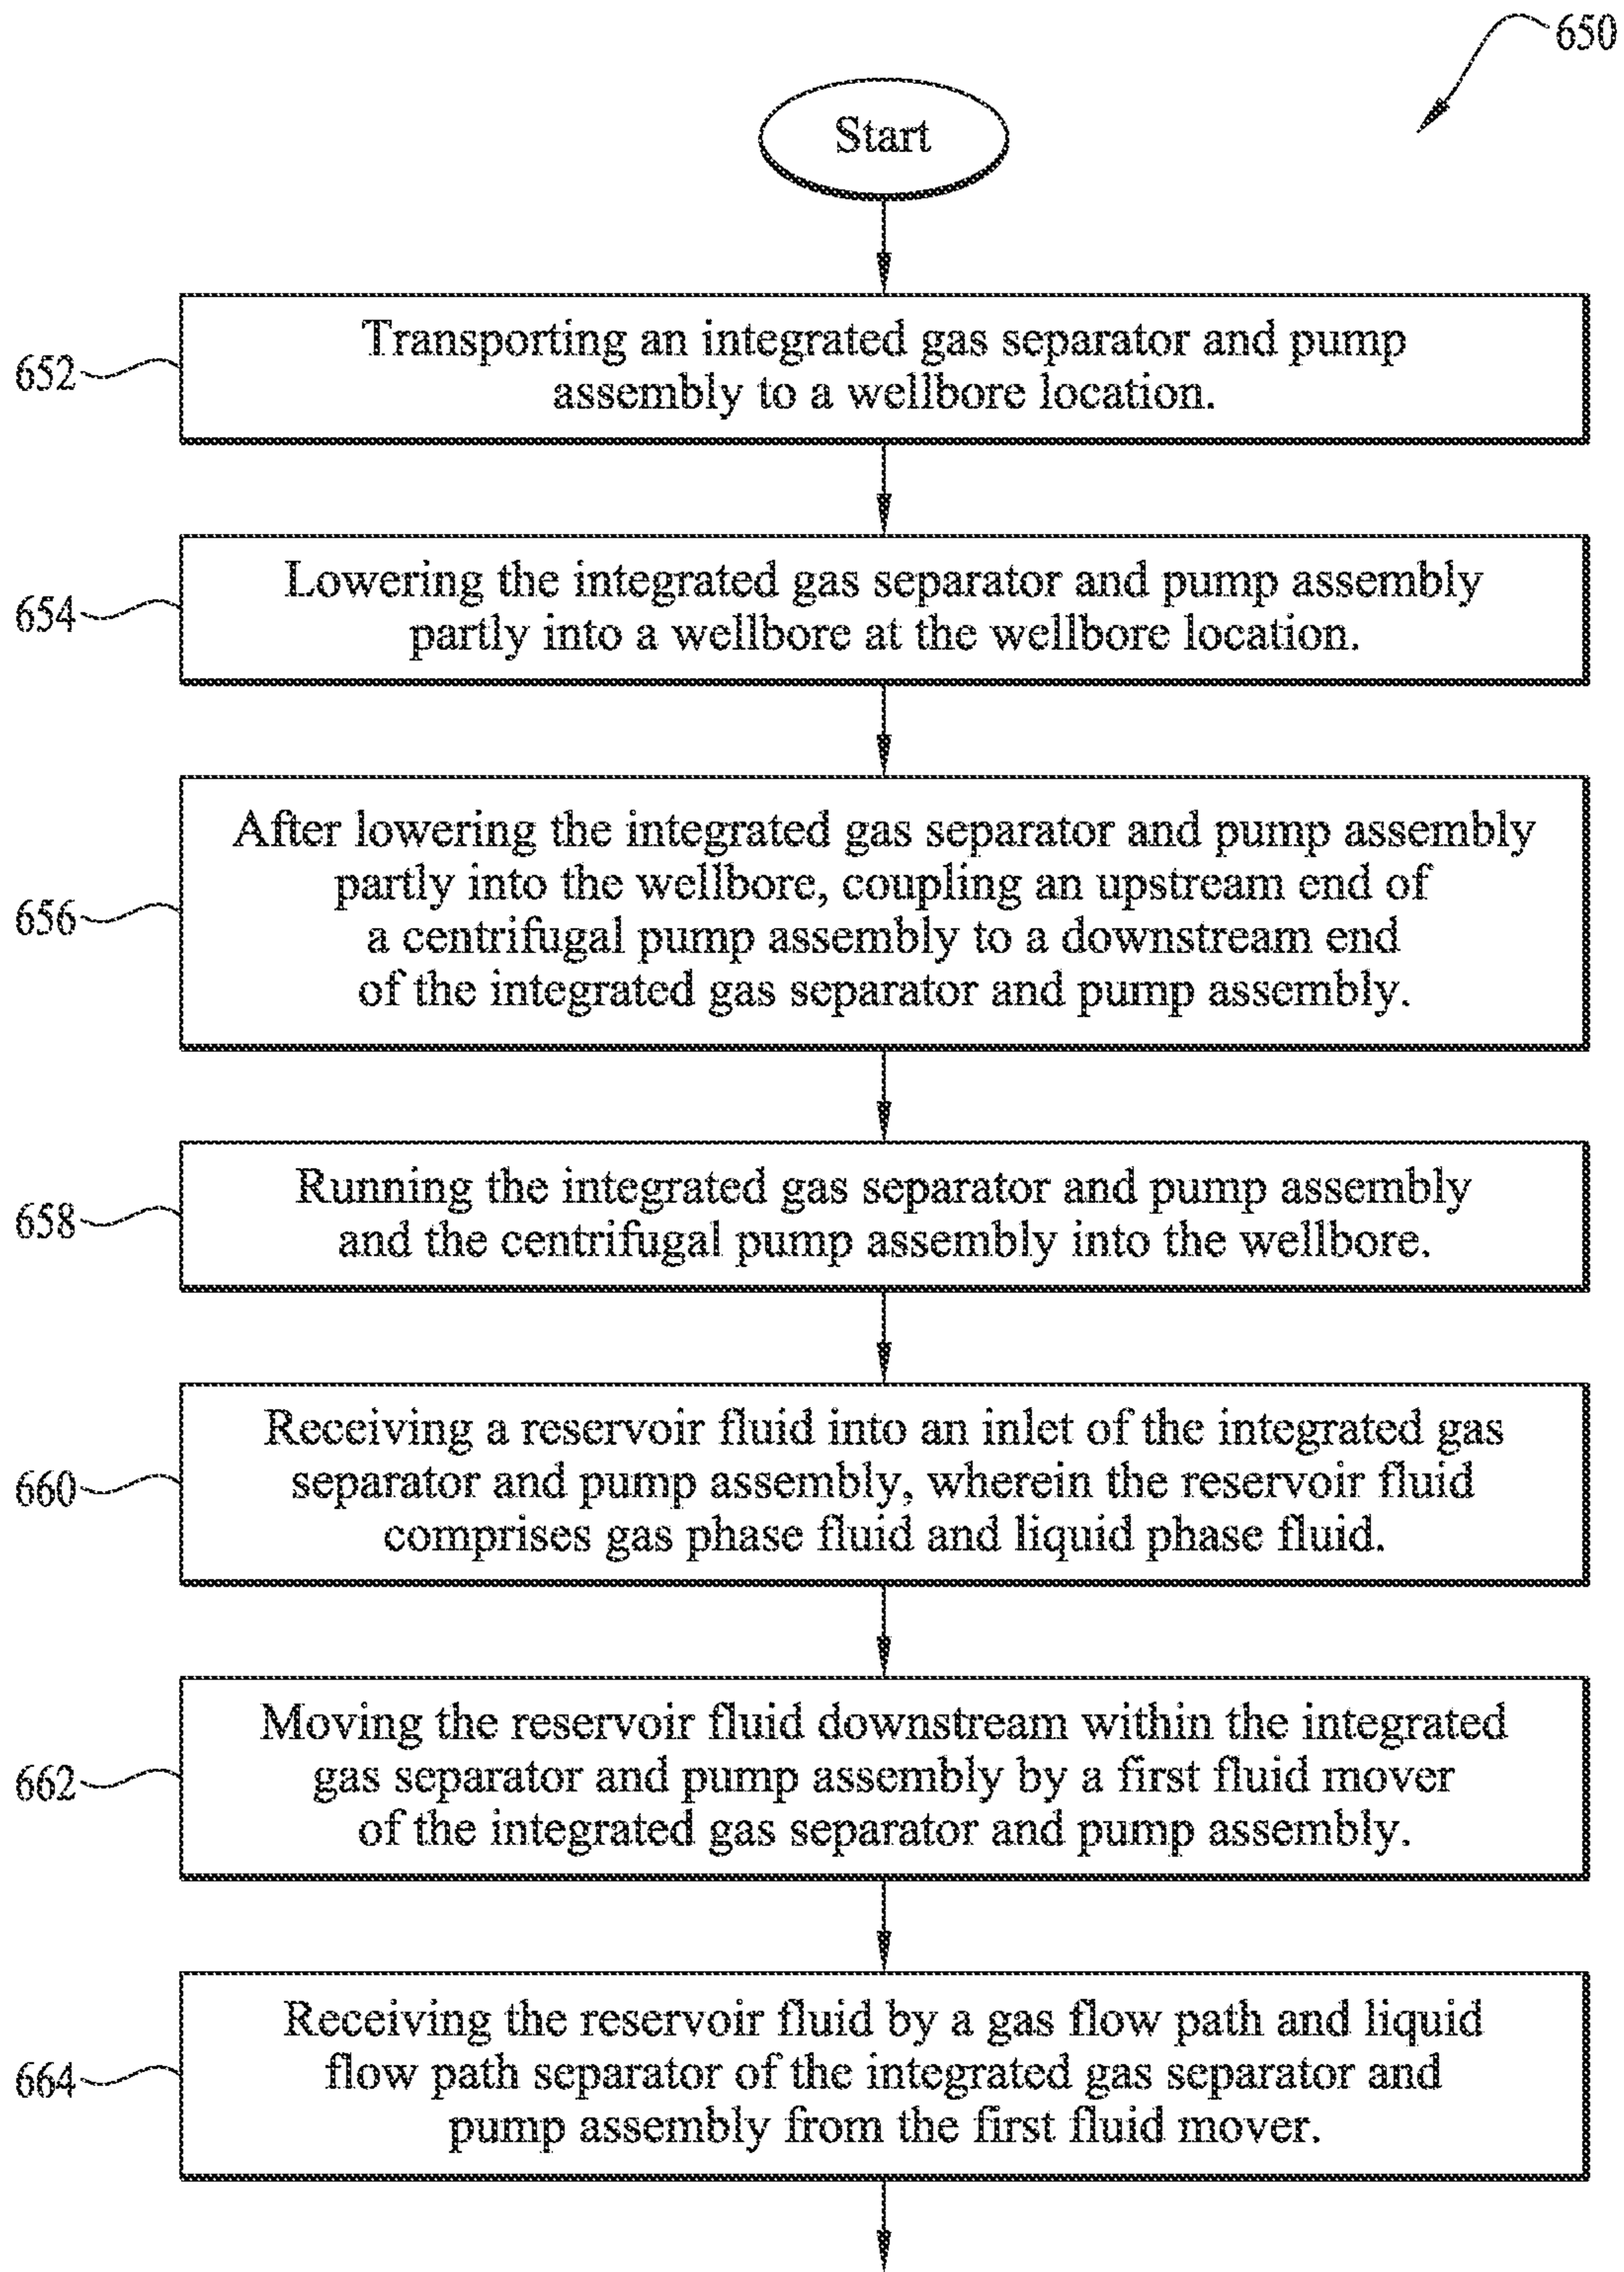 650
Start
652
Transporting an integrated gas separator and pump
assembly to a wellbore location.
654
Lowering the integrated gas separator and pump assembly
partly into a wellbore at the wellbore location.
656
After lowering the integrated gas separator and pump assembly
partly into the wellbore, coupling an upstream end of
a centrifugal pump assembly to a downstream end
of the integrated gas separator and pump assembly.
658
Running the integrated gas separator and pump assembly
and the centrifugal pump assembly into the wellbore.
660
Receiving a reservoir fluid into an inlet of the integrated gas
separator and pump assembly, wherein the reservoir fluid
comprises gas phase fluid and liquid phase fluid.
662
Moving the reservoir fluid downstream within the integrated
gas separator and pump assembly by a first fluid mover
of the integrated gas separator and pump assembly.
664
Receiving the reservoir fluid by a gas flow path and liquid
flow path separator of the integrated gas separator and
pump assembly from the first fluid mover.